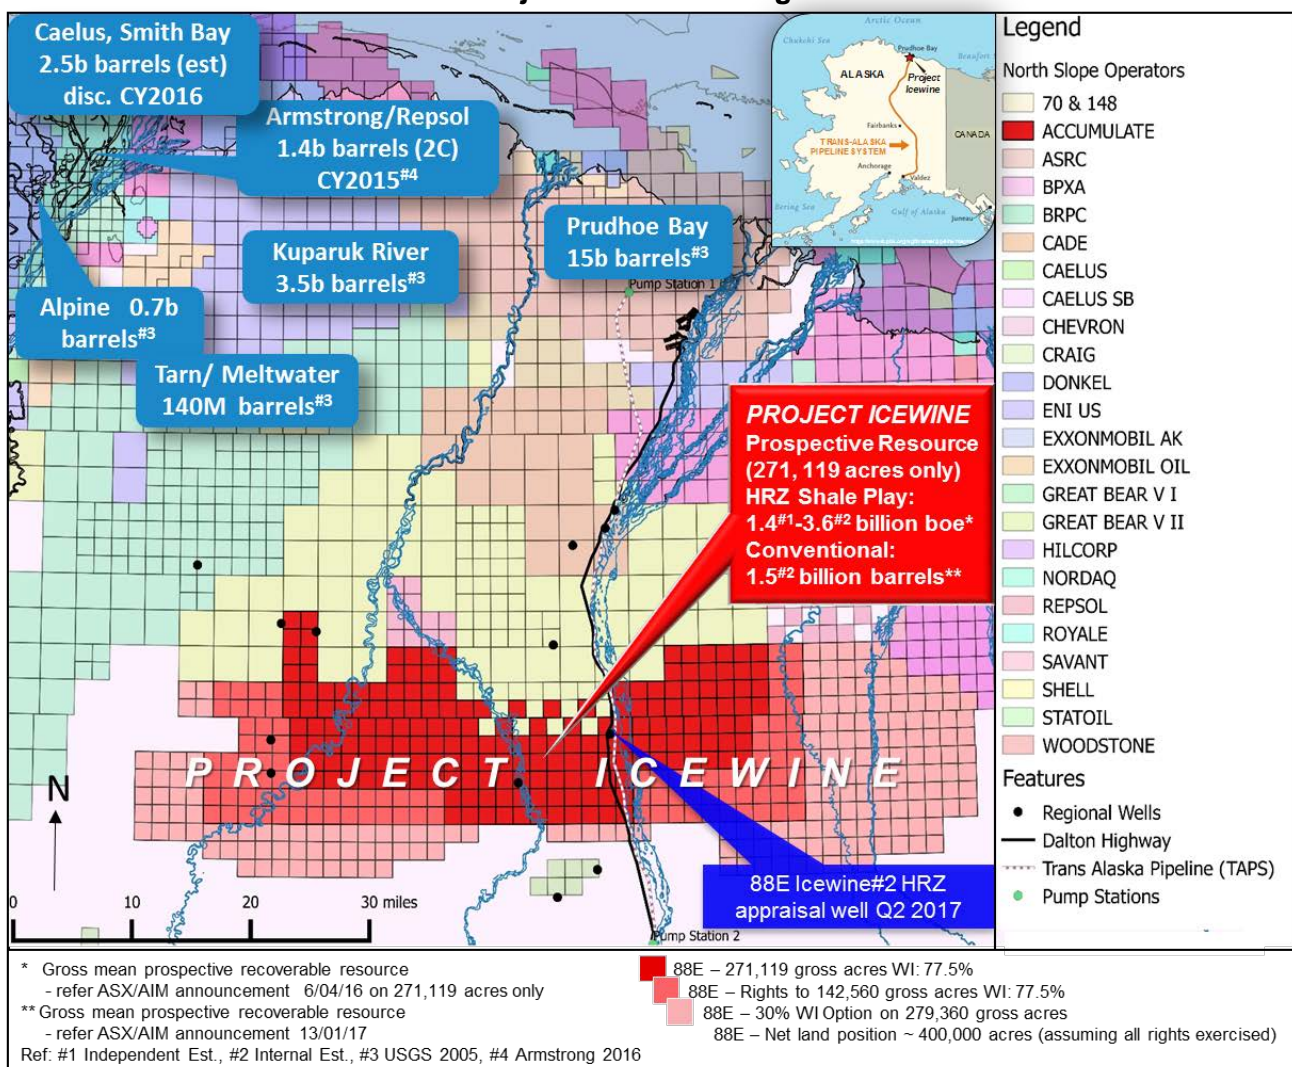 Caelus, Smith Bay
2.5b barrels (est)
disc. CY2016
Armstrong/Repsol
1.4b barrels (2C)
CY2015#4
Kuparuk River
3.5b barrels#3
Prudhoe Bay
15b barrels#3
Pump Station 1
Alpine 0.7b
barrels#3
Tarn/ Meltwater
140M barrels#3
Arctic Ocean
Chukchi Sea
Prudhoe Bay
Beaufort
ALASKA
Project
Icewine
Fairbanks
CANADA
TRANS-ALASKA
PIPELINE SYSTEM
Anchorage
Valdez
Bering Sea
Gulf of Alaska
Juneau
PROJECT ICEWINE
Prospective Resource
(271, 119 acres only)
HRZ Shale Play:
1.4#1-3.6#2 billion boe*
Conventional:
1.5#2 billion barrels**
PROJECT ICEWINE
N
0 10 20 30 miles
88E Icewine#2 HRZ
appraisal well Q2 2017
Pump Station 2
Legend
North Slope Operators
70 & 148
ACCUMULATE
ASRC
BPXA
BRPC
CADE
CAELUS
CAELUS SB
CHEVRON
CRAIG
DONKEL
ENI US
EXXONMOBIL AK
EXXONMOBIL OIL
GREAT BEAR V I
GREAT BEAR V II
HILCORP
NORDAQ
REPSOL
ROYALE
SAVANT
SHELL
STATOIL
WOODSTONE
Features
Regional Wells
Dalton Highway
Trans Alaska Pipeline (TAPS)
Pump Stations
* Gross mean prospective recoverable resource
- refer ASX/AIM announcement 6/04/16 on 271,119 acres only
** Gross mean prospective recoverable resource
- refer ASX/AIM announcement 13/01/17
Ref: #1 Independent Est., #2 Internal Est., #3 USGS 2005, #4 Armstrong 2016
88E – 271,119 gross acres WI: 77.5%
88E – Rights to 142,560 gross acres WI: 77.5%
88E – 30% WI Option on 279,360 gross acres
88E – Net land position ~ 400,000 acres (assuming all rights exercised)